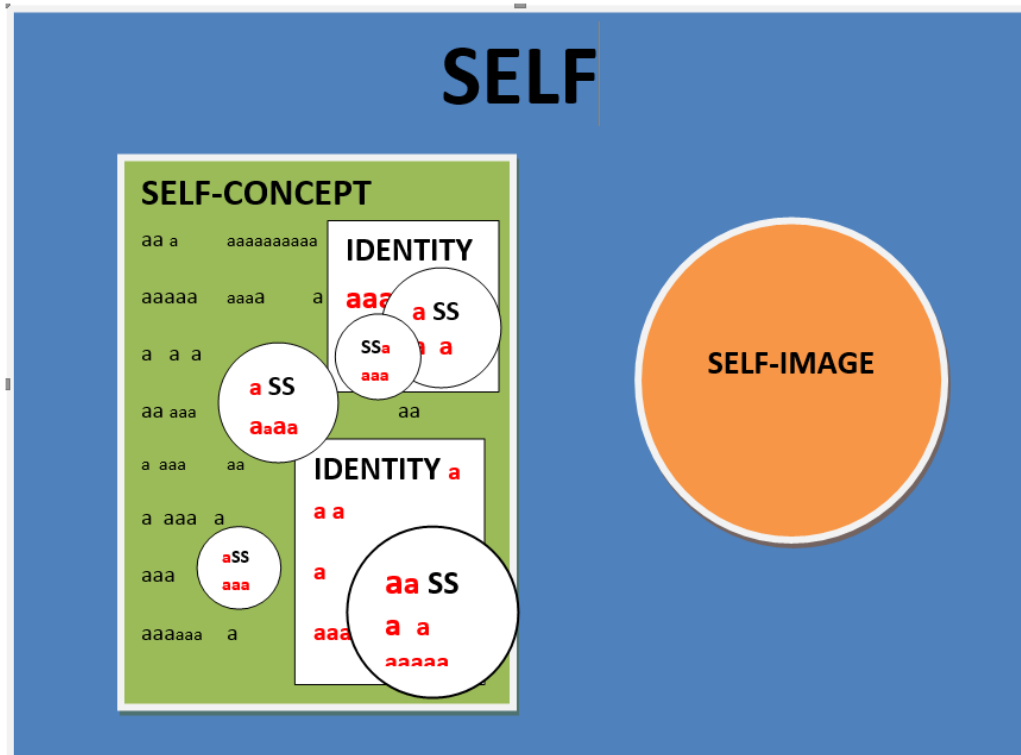 SELF
SELF-CONCEPT
aa a aaaaaaaaaa
aaaaa aaaa a
a a a
aa aaa
a aaa aa
a aaa a
aaa
aaaaaa a
IDENTITY
aaa
a SS
a a
SSa
aaa
a SS
aaaa
aa
IDENTITY a
a a
a
aaa
aa SS
a a
aaaaa
aSS
aaa
SELF-IMAGE